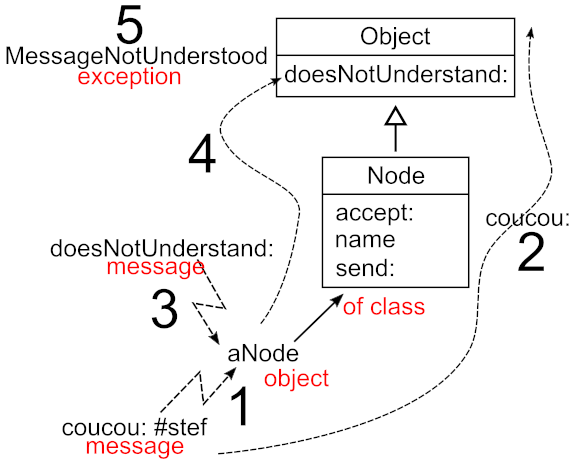 5
MessageNotUnderstood
exception
Object
doesNotUnderstand:
4
Node
accept:
name
send:
coucou:
2
doesNotUnderstand:
message
3
of class
aNode
object
1
coucou: #stef
message